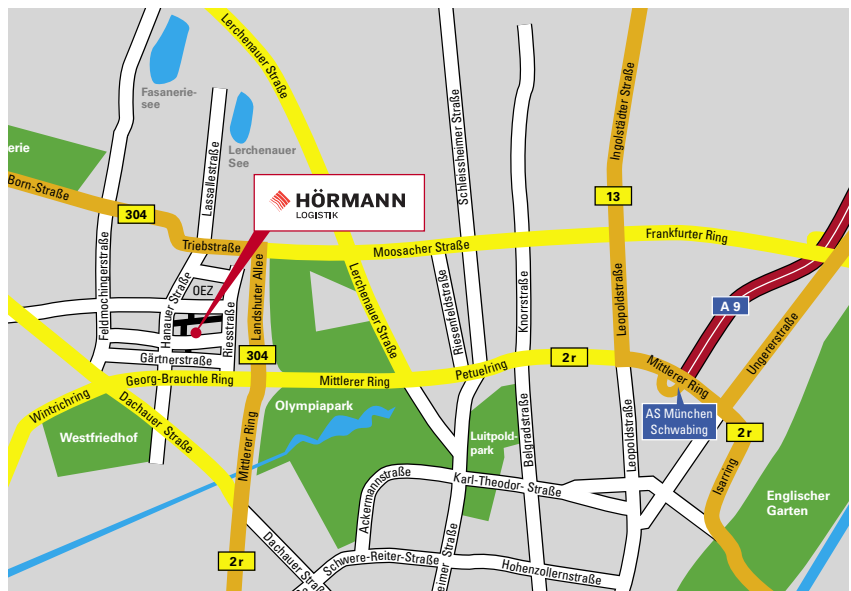 Lerchenauer Straße
Fasanerie-
see
Lerchenauer
See
erie
Born-Straße
304
Lassallestraße
HÖRMANN
LOGISTIK
Schleissheimer Straße
Ingolstädter Straße
13
Triebstraße
Moosacher Straße
Frankfurter Ring
Feldmochingerstraße
Hanauer Straße
OEZ
Riesstraße
Landshuter Allee
Lerchenauer Straße
Riesenfeldstraße
Knorrstraße
Leopoldstraße
A 9
Ungererstraße
Gärtnerstraße
304
Georg-Brauchle Ring
Mittlerer Ring
Petuelring
2r
Mittlerer Ring
Wintrichring
Dachauer Straße
Westfriedhof
Olympiapark
Mittlerer Ring
Luitpold-
park
Belgradstraße
Leopoldstraße
AS München
Schwabing
2r
Isarring
Ackermannstraße
Karl-Theodor- Straße
Englischer
Garten
2r
Dachauer Straß
Schwere-Reiter-Straße
eimer Straße
Hohenzollernstraße